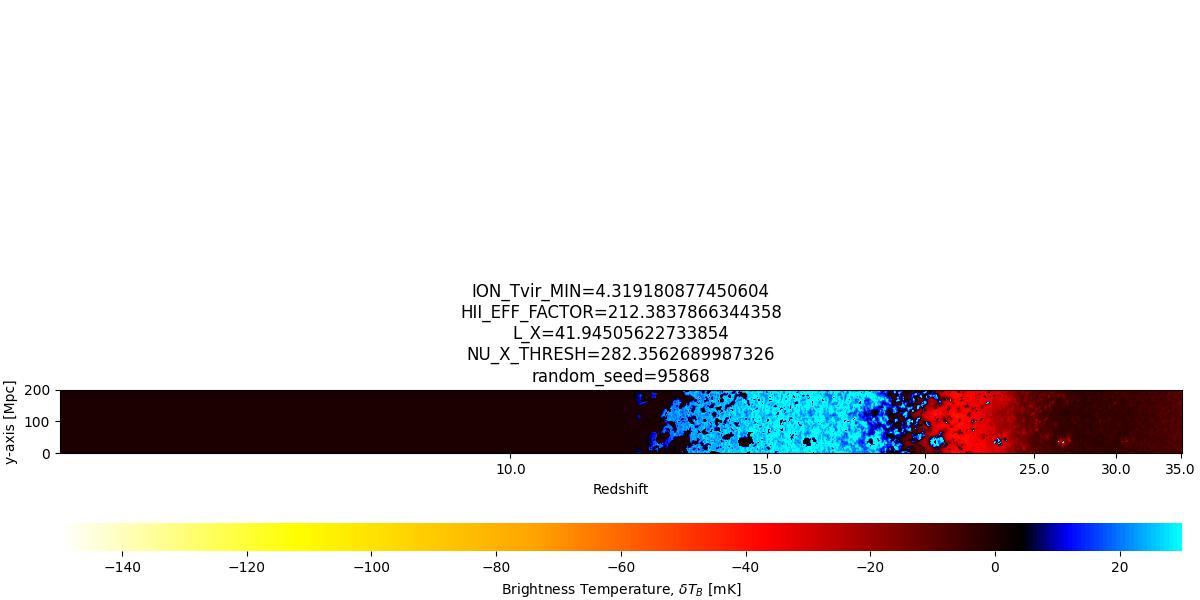 ION_Tvir_MIN=4.319180877450604
HII_EFF_FACTOR=212.3837866344358
L_X=41.94505622733854
NU_X_THRESH=282.3562689987326
random_seed=95868
y-axis [Mpc]
200
100
0
10.0 15.0 20.0 25.0 30.0 35.0
Redshift
−140 −120 −100 −80 −60 −40 −20 0 20
Brightness Temperature, δT_B [mK]